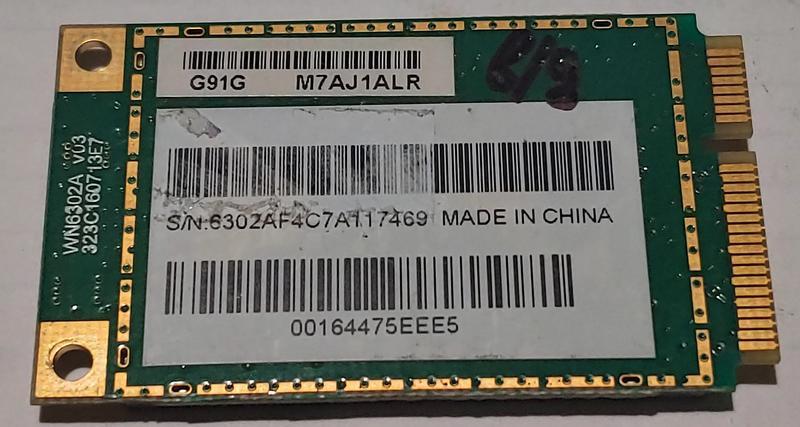 G91G M7AJ1ALR
S/N:6302AF4C7A117469 MADE IN CHINA
00164475EEE5
WN6302A V03
323C160713E7